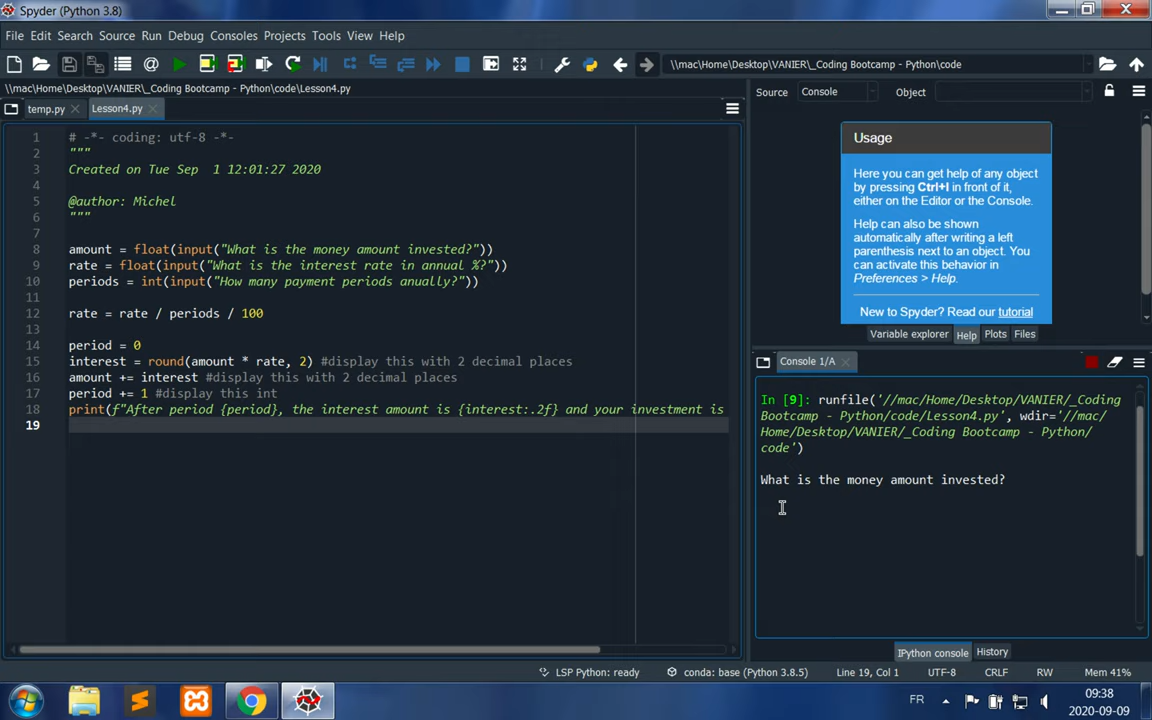 Spyder (Python 3.8)
File Edit Search Source Run Debug Consoles Projects Tools View Help
\\mac\Home\Desktop\VANIER\_Coding Bootcamp - Python\code
\\mac\Home\Desktop\VANIER\_Coding Bootcamp - Python\code\Lesson4.py
temp.py Lesson4.py
1 # -*- coding: utf-8 -*-
2 """
3 Created on Tue Sep  1 12:01:27 2020
4
5 @author: Michel
6 """
7
8 amount = float(input("What is the money amount invested?"))
9 rate = float(input("What is the interest rate in annual %?"))
10 periods = int(input("How many payment periods anually?"))
11
12 rate = rate / periods / 100
13
14 period = 0
15 interest = round(amount * rate, 2) #display this with 2 decimal places
16 amount += interest #display this with 2 decimal places
17 period += 1 #display this int
18 print(f"After period {period}, the interest amount is {interest:.2f} and your investment is
19
Source Console Object
Usage
Here you can get help of any object
by pressing Ctrl+I in front of it,
either on the Editor or the Console.
Help can also be shown
automatically after writing a left
parenthesis next to an object. You
can activate this behavior in
Preferences > Help.
New to Spyder? Read our tutorial
Variable explorer Help Plots Files
Console 1/A
In [9]: runfile('//mac/Home/Desktop/VANIER/_Coding
Bootcamp - Python/code/Lesson4.py', wdir='//mac/
Home/Desktop/VANIER/_Coding Bootcamp - Python/
code')
What is the money amount invested?
IPython console History
LSP Python: ready conda: base (Python 3.8.5) Line 19, Col 1 UTF-8 CRLF RW Mem 41%
FR 09:38
2020-09-09